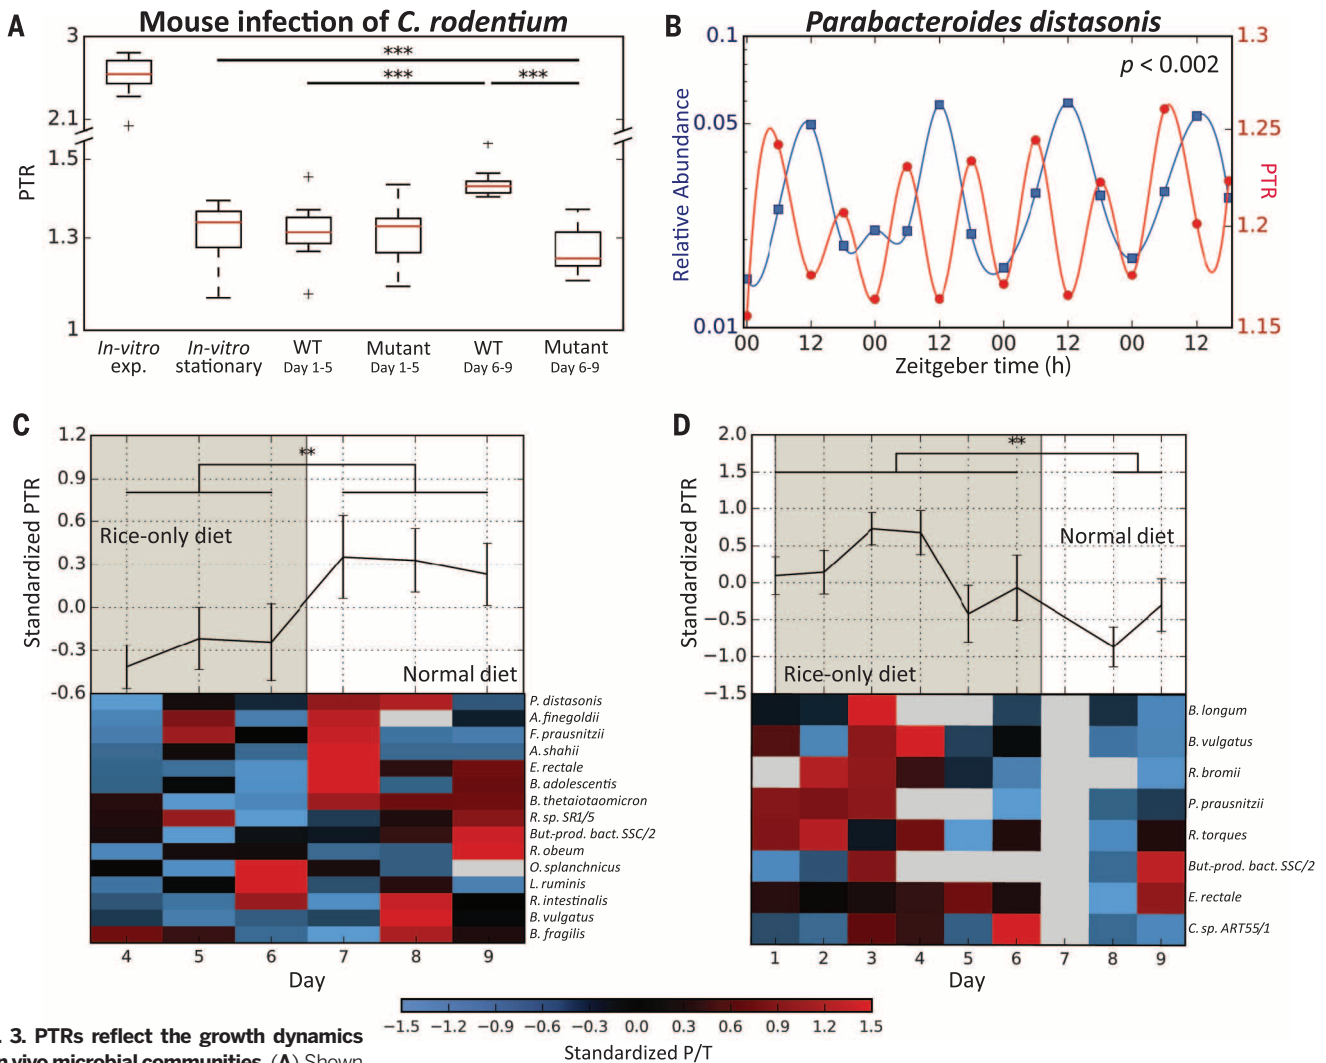 A
Mouse infection of C. rodentium
3
2.1
1.5
1.3
1
PTR
***
***
***
In-vitro exp.
In-vitro stationary
WT Day 1-5
Mutant Day 1-5
WT Day 6-9
Mutant Day 6-9
B
Parabacteroides distasonis
p < 0.002
0.1
0.05
0.01
Relative Abundance
1.3
1.25
1.2
1.15
PTR
00 12 00 12 00 12 00 12
Zeitgeber time (h)
C
1.2
0.9
0.6
0.3
0.0
-0.3
-0.6
Standardized PTR
**
Rice-only diet
Normal diet
P. distasonis
A. finegoldii
F. prausnitzii
A. shahii
E. rectale
B. adolescentis
B. thetaiotaomicron
R. sp. SR1/5
But.-prod. bact. SSC/2
R. obeum
O. splanchnicus
L. ruminis
R. intestinalis
B. vulgatus
B. fragilis
4 5 6 7 8 9
Day
D
2.0
1.5
1.0
0.5
0.0
−0.5
−1.0
−1.5
Standardized PTR
**
Normal diet
Rice-only diet
B. longum
B. vulgatus
R. bromii
P. prausnitzii
R. torques
But.-prod. bact. SSC/2
E. rectale
C. sp. ART55/1
1 2 3 4 5 6 7 8 9
Day
−1.5 −1.2 −0.9 −0.6 −0.3 0.0 0.3 0.6 0.9 1.2 1.5
Standardized P/T
. 3. PTRs reflect the growth dynamics
n vivo microbial communities. (A) Shown